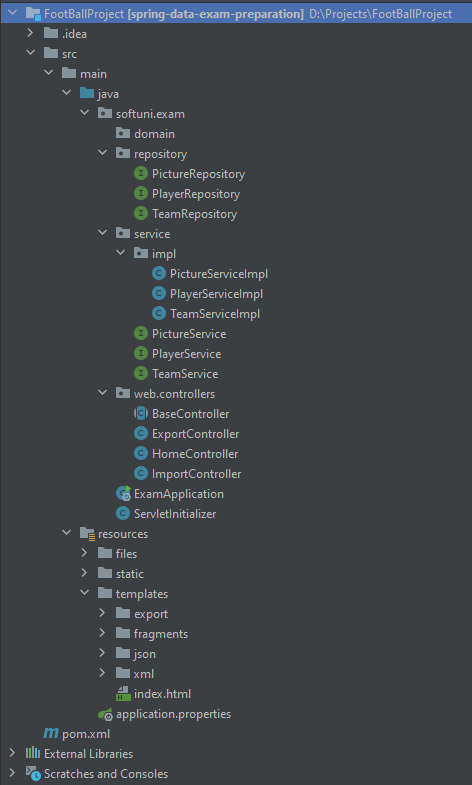 FootBallProject [spring-data-exam-preparation] D:\Projects\FootBallProject
.idea
src
main
java
softuni.exam
domain
repository
PictureRepository
PlayerRepository
TeamRepository
service
impl
PictureServiceImpl
PlayerServiceImpl
TeamServiceImpl
PictureService
PlayerService
TeamService
web.controllers
BaseController
ExportController
HomeController
ImportController
ExamApplication
ServletInitializer
resources
files
static
templates
export
fragments
json
xml
index.html
application.properties
pom.xml
External Libraries
Scratches and Consoles